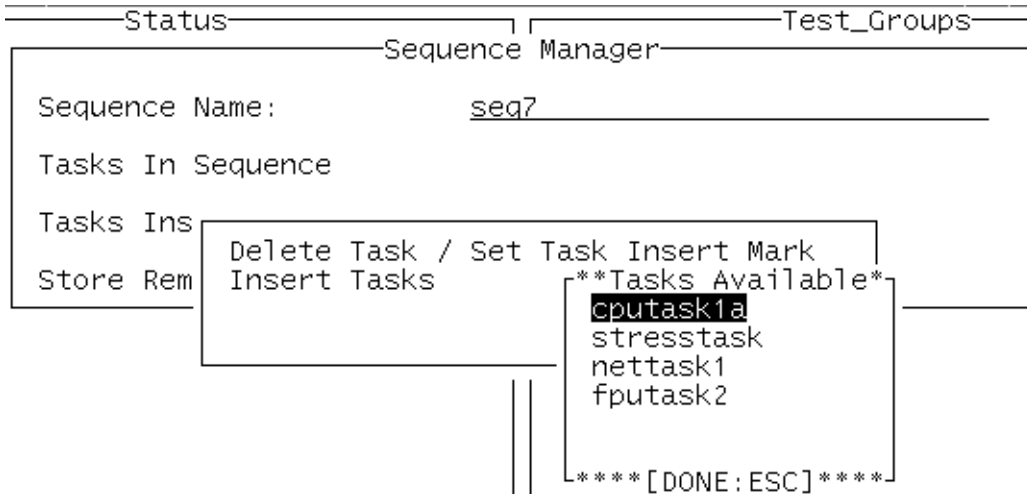 Status Test_Groups
Sequence Manager
Sequence Name: seq7
Tasks In Sequence
Tasks Ins
Delete Task / Set Task Insert Mark
Store Rem Insert Tasks **Tasks Available*
cputask1a
stresstask
nettask1
fputask2
****[DONE:ESC]****